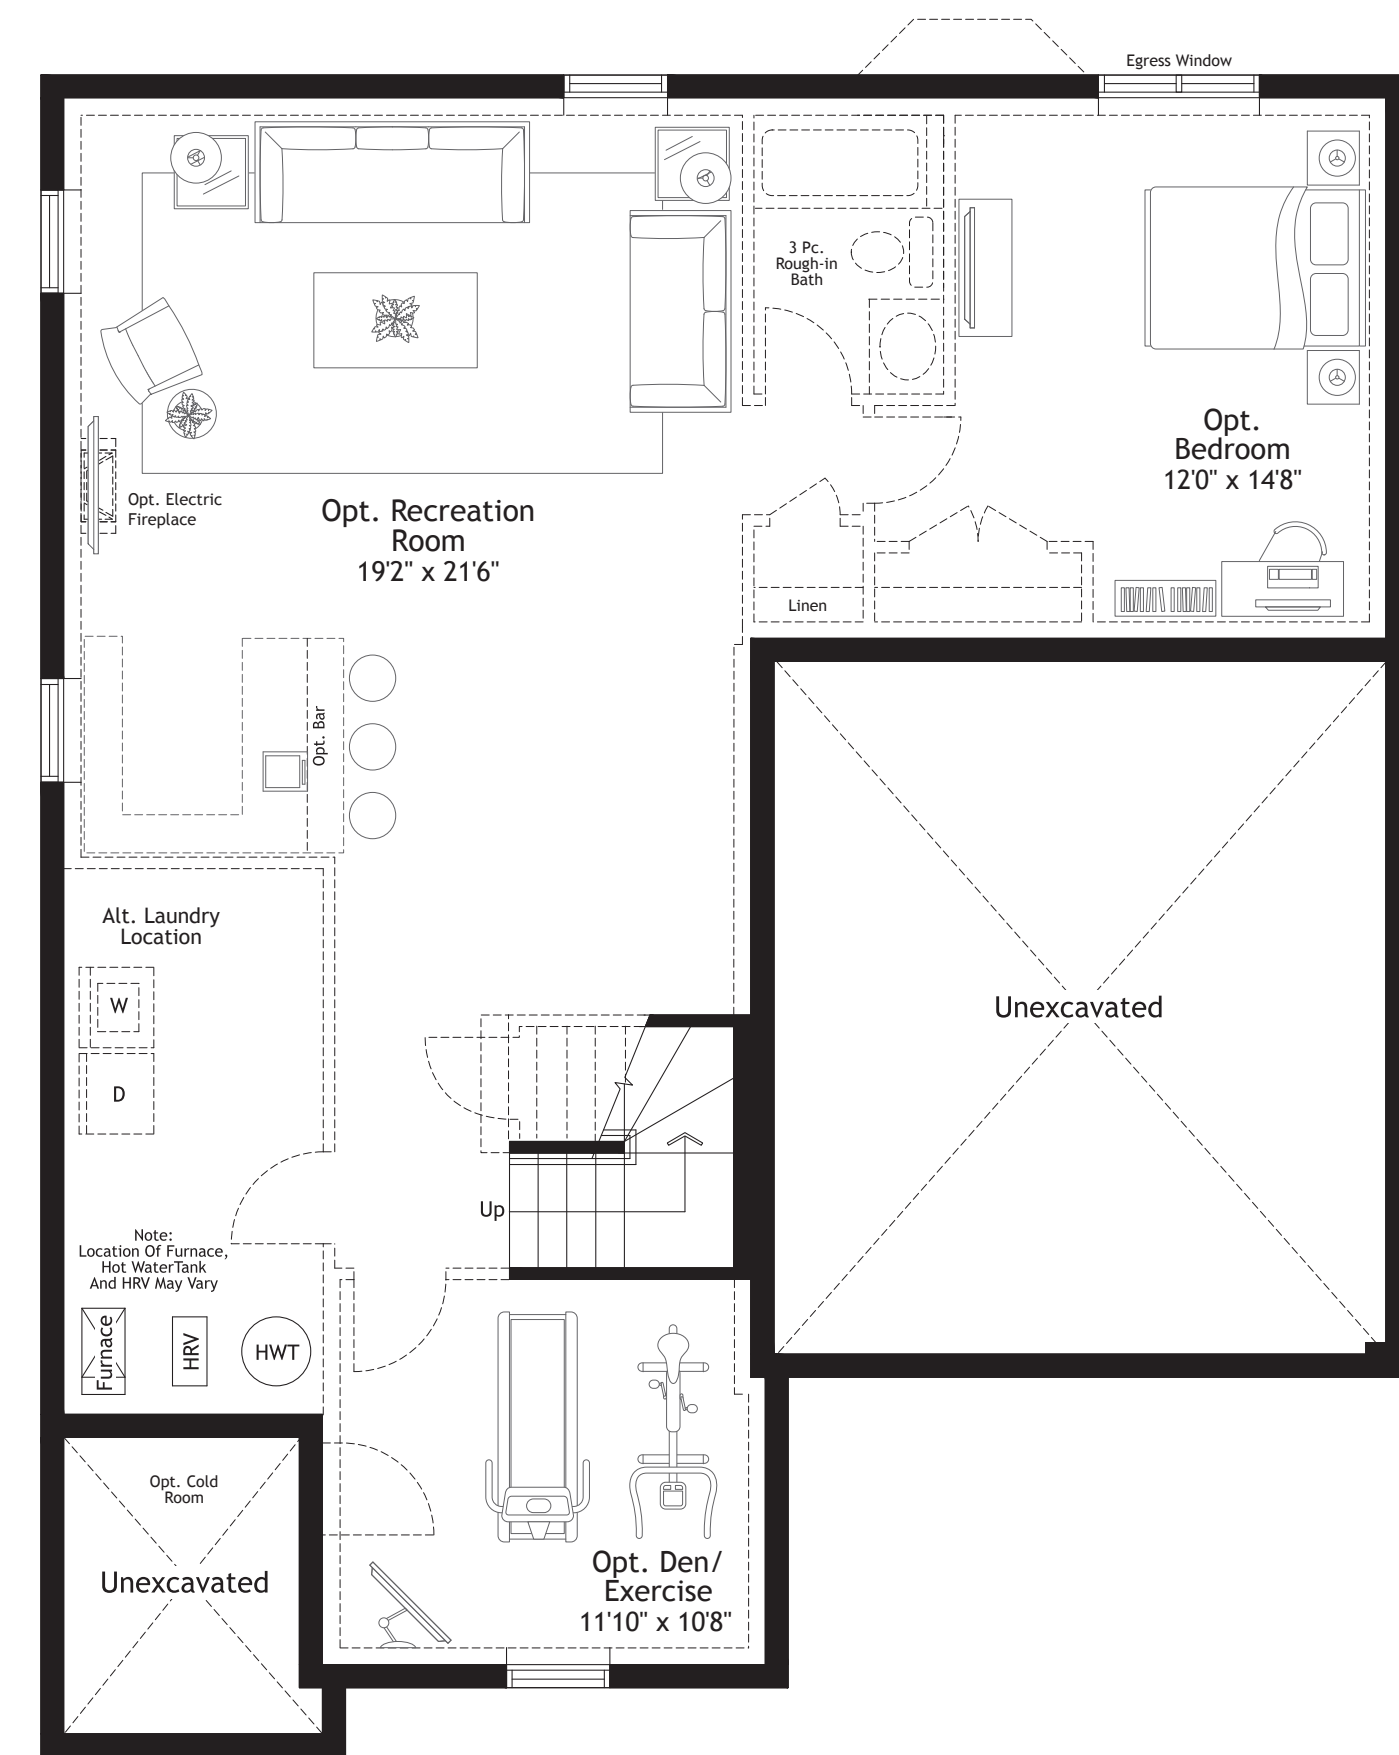 Egress Window
3 Pc.
Rough-in
Bath
Opt.
Bedroom
12'0" x 14'8"
Opt. Electric
Fireplace
Opt. Recreation
Room
19'2" x 21'6"
Linen
Opt. Bar
Alt. Laundry
Location
W
D
Unexcavated
Up
Note:
Location Of Furnace,
Hot WaterTank
And HRV May Vary
Furnace
HRV
HWT
Opt. Cold
Room
Unexcavated
Opt. Den/
Exercise
11'10" x 10'8"